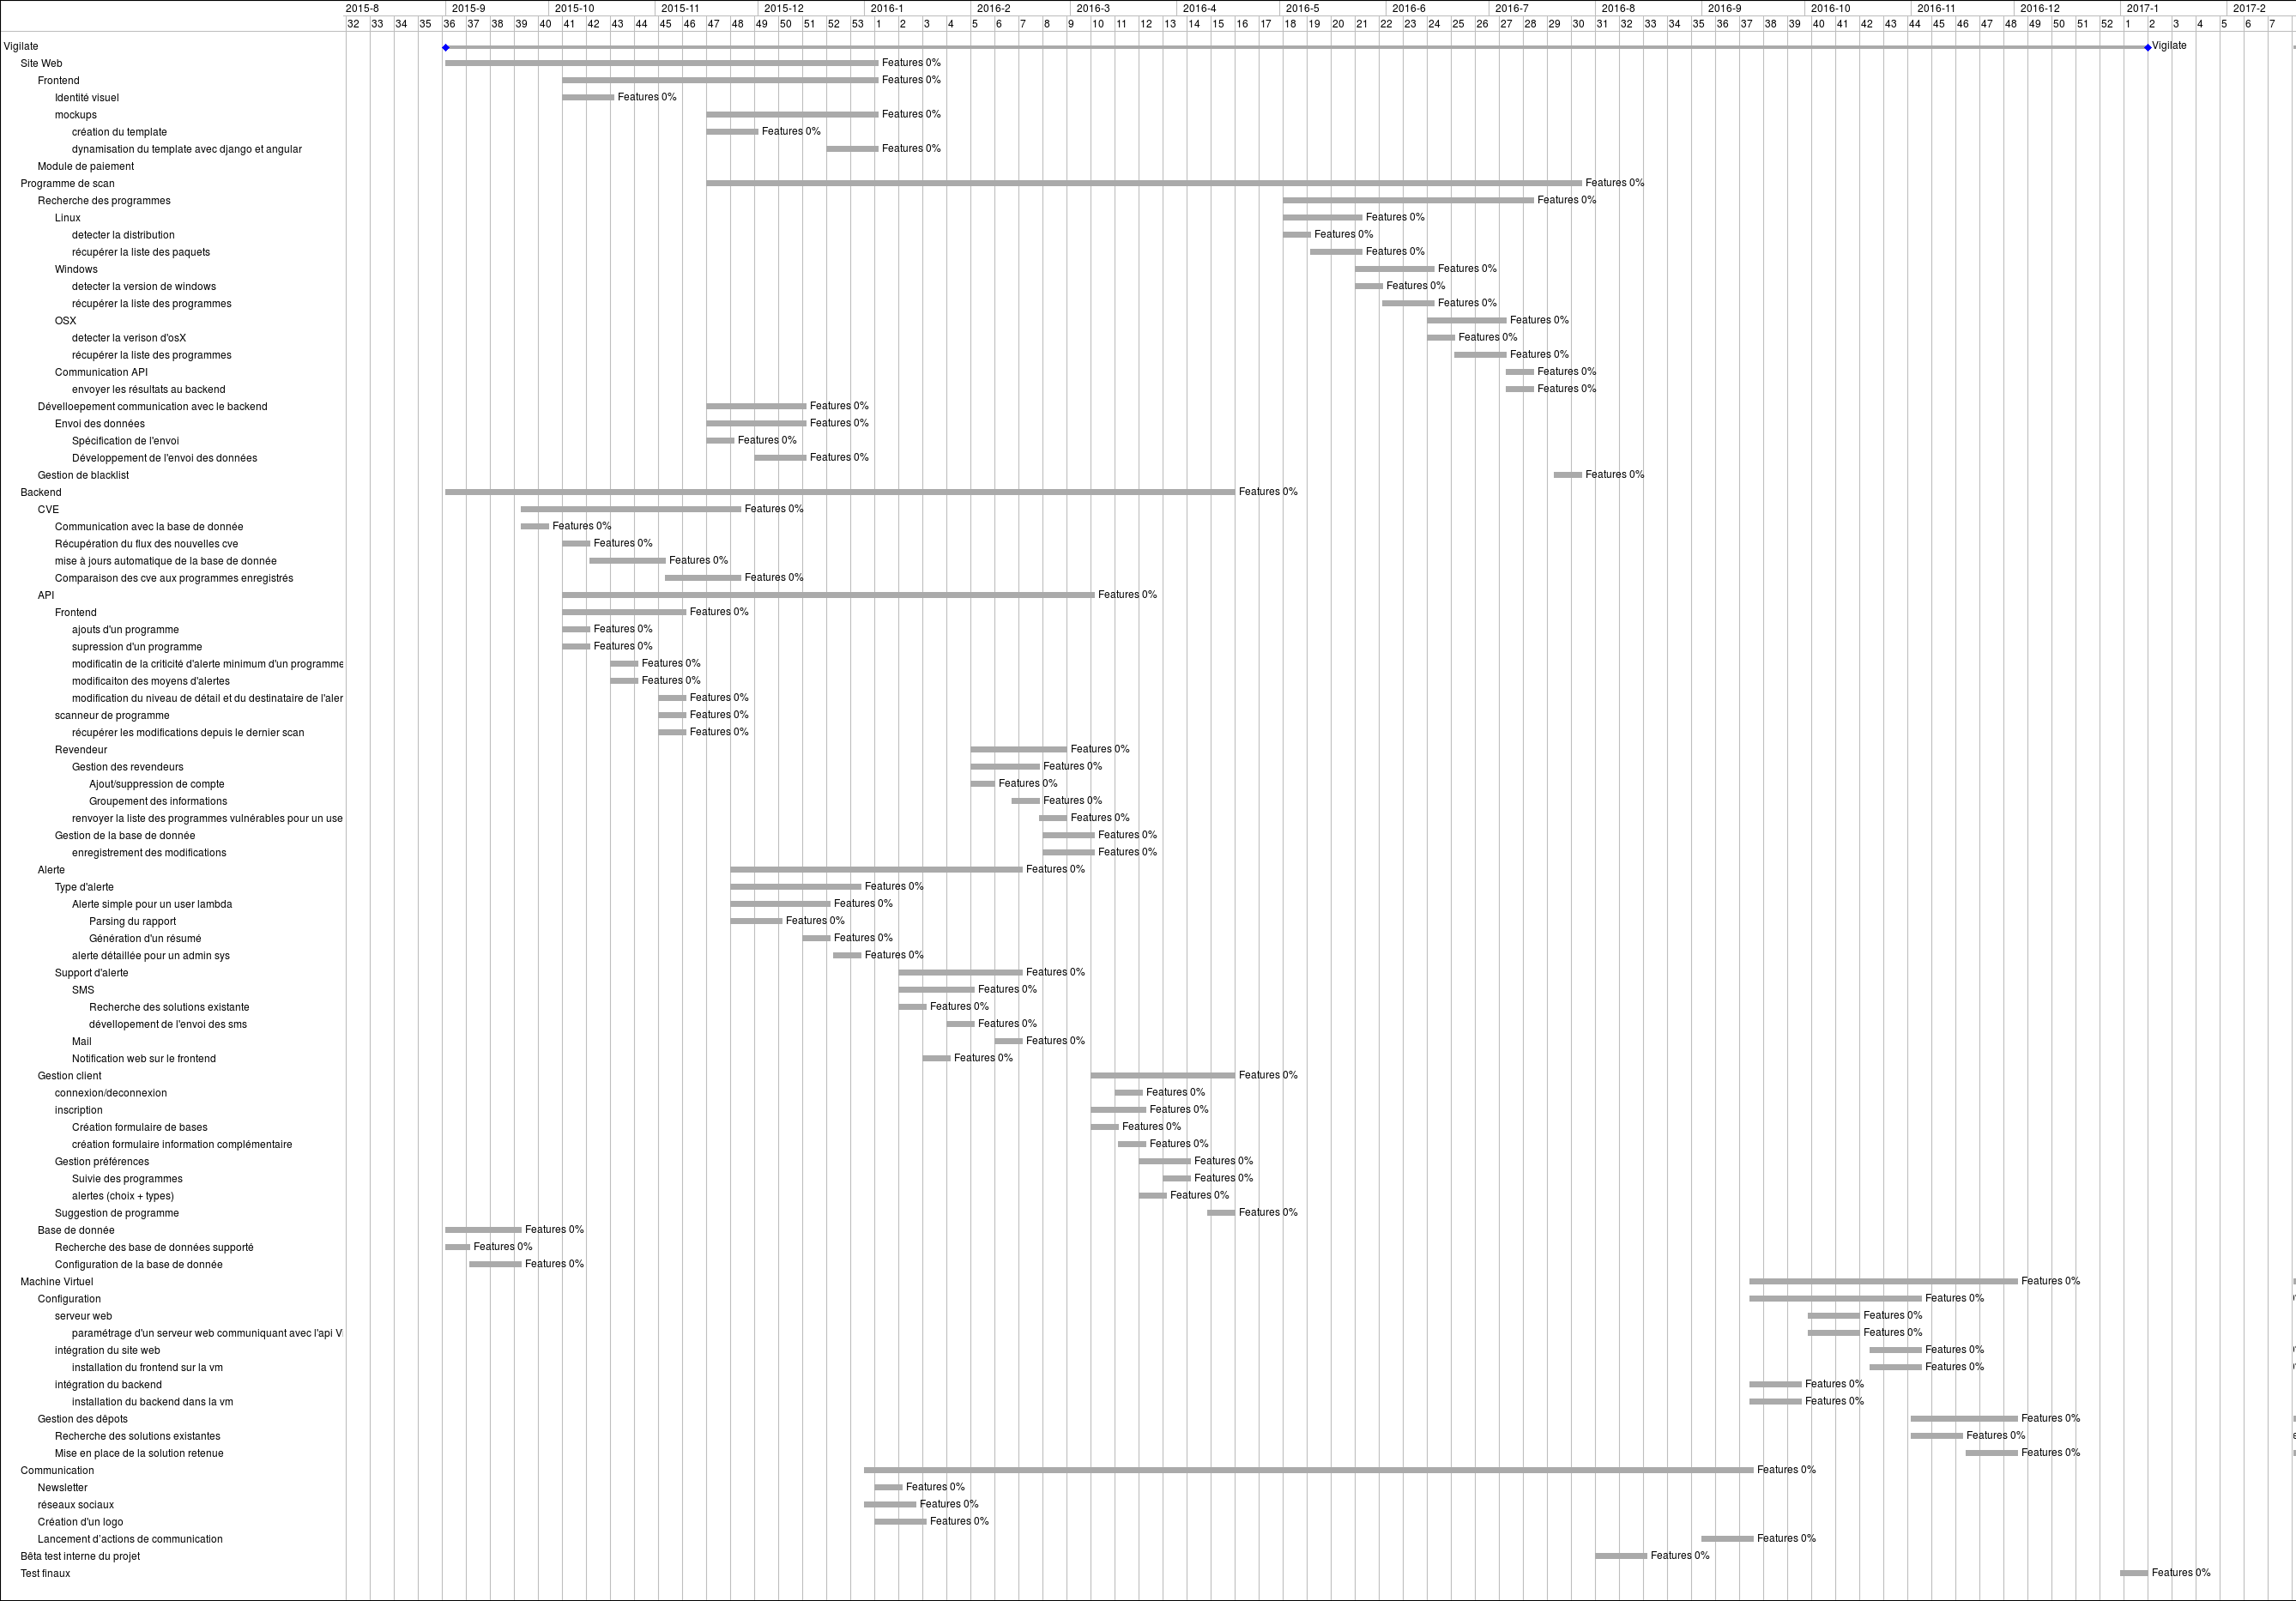 2015-8 2015-9 2015-10 2015-11 2015-12 2016-1 2016-2 2016-3 2016-4 2016-5 2016-6 2016-7 2016-8 2016-9 2016-10 2016-11 2016-12 2017-1 2017-2
32 33 34 35 36 37 38 39 40 41 42 43 44 45 46 47 48 49 50 51 52 53 1 2 3 4 5 6 7 8 9 10 11 12 13 14 15 16 17 18 19 20 21 22 23 24 25 26 27 28 29 30 31 32 33 34 35 36 37 38 39 40 41 42 43 44 45 46 47 48 49 50 51 52 1 2 3 4 5 6 7
Vigilate Vigilate
Site Web Features 0%
Frontend Features 0%
Identité visuel Features 0%
mockups Features 0%
création du template Features 0%
dynamisation du template avec django et angular Features 0%
Module de paiement
Programme de scan Features 0%
Recherche des programmes Features 0%
Linux Features 0%
detecter la distribution Features 0%
récupérer la liste des paquets Features 0%
Windows Features 0%
detecter la version de windows Features 0%
récupérer la liste des programmes Features 0%
OSX Features 0%
detecter la verison d'osX Features 0%
récupérer la liste des programmes Features 0%
Communication API Features 0%
envoyer les résultats au backend Features 0%
Dévelloepement communication avec le backend Features 0%
Envoi des données Features 0%
Spécification de l'envoi Features 0%
Développement de l'envoi des données Features 0%
Gestion de blacklist Features 0%
Backend Features 0%
CVE Features 0%
Communication avec la base de donnée Features 0%
Récupération du flux des nouvelles cve Features 0%
mise à jours automatique de la base de donnée Features 0%
Comparaison des cve aux programmes enregistrés Features 0%
API Features 0%
Frontend Features 0%
ajouts d'un programme Features 0%
supression d'un programme Features 0%
modificatin de la criticité d'alerte minimum d'un programme Features 0%
modificaiton des moyens d'alertes Features 0%
modification du niveau de détail et du destinataire de l'aler Features 0%
scanneur de programme Features 0%
récupérer les modifications depuis le dernier scan Features 0%
Revendeur Features 0%
Gestion des revendeurs Features 0%
Ajout/suppression de compte Features 0%
Groupement des informations Features 0%
renvoyer la liste des programmes vulnérables pour un use Features 0%
Gestion de la base de donnée Features 0%
enregistrement des modifications Features 0%
Alerte Features 0%
Type d'alerte Features 0%
Alerte simple pour un user lambda Features 0%
Parsing du rapport Features 0%
Génération d'un résumé Features 0%
alerte détaillée pour un admin sys Features 0%
Support d'alerte Features 0%
SMS Features 0%
Recherche des solutions existante Features 0%
dévellopement de l'envoi des sms Features 0%
Mail Features 0%
Notification web sur le frontend Features 0%
Gestion client Features 0%
connexion/deconnexion Features 0%
inscription Features 0%
Création formulaire de bases Features 0%
création formulaire information complémentaire Features 0%
Gestion préférences Features 0%
Suivie des programmes Features 0%
alertes (choix + types) Features 0%
Suggestion de programme Features 0%
Base de donnée Features 0%
Recherche des base de données supporté Features 0%
Configuration de la base de donnée Features 0%
Machine Virtuel Features 0%
Configuration Features 0%
serveur web Features 0%
paramétrage d'un serveur web communiquant avec l'api Features 0%
intégration du site web Features 0%
installation du frontend sur la vm Features 0%
intégration du backend Features 0%
installation du backend dans la vm Features 0%
Gestion des dêpots Features 0%
Recherche des solutions existantes Features 0%
Mise en place de la solution retenue Features 0%
Communication Features 0%
Newsletter Features 0%
réseaux sociaux Features 0%
Création d'un logo Features 0%
Lancement d'actions de communication Features 0%
Bêta test interne du projet Features 0%
Test finaux Features 0%